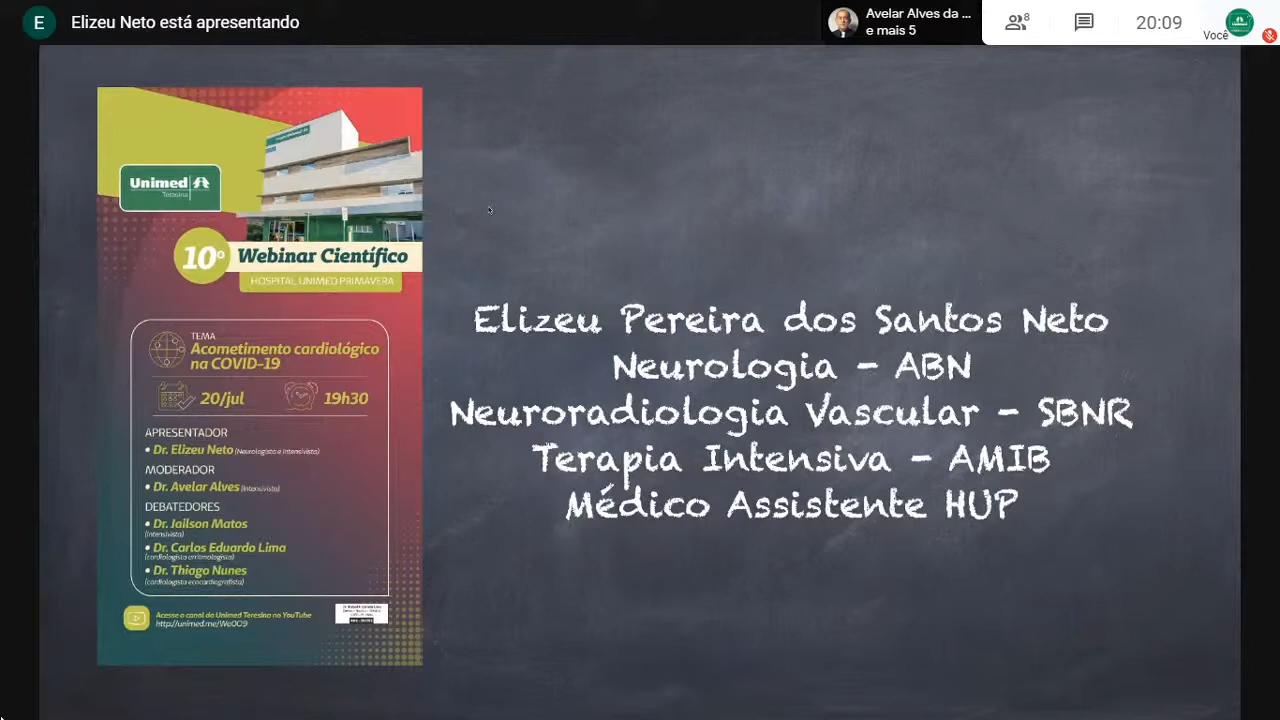 E
Elizeu Neto está apresentando
Avelar Alves da ...
e mais 5
8
20:09
Você
Unimed
Teresina
10º
Webinar Científico
HOSPITAL UNIMED PRIMAVERA
TEMA
Acometimento cardiológico
na COVID-19
20/jul
19h30
APRESENTADOR
• Dr. Elizeu Neto (Neurologista e Intensivista)
MODERADOR
• Dr. Avelar Alves (Intensivista)
DEBATEDORES
• Dr. Jailson Matos
(Intensivista)
• Dr. Carlos Eduardo Lima
(cardiologista arritmologista)
• Dr. Thiago Nunes
(cardiologista ecocardiografista)
Acesse o canal da Unimed Teresina no YouTube
http://unimed.me/We0O9
Elizeu Pereira dos Santos Neto
Neurologia - ABN
Neuroradiologia Vascular - SBNR
Terapia Intensiva - AMIB
Médico Assistente HUP